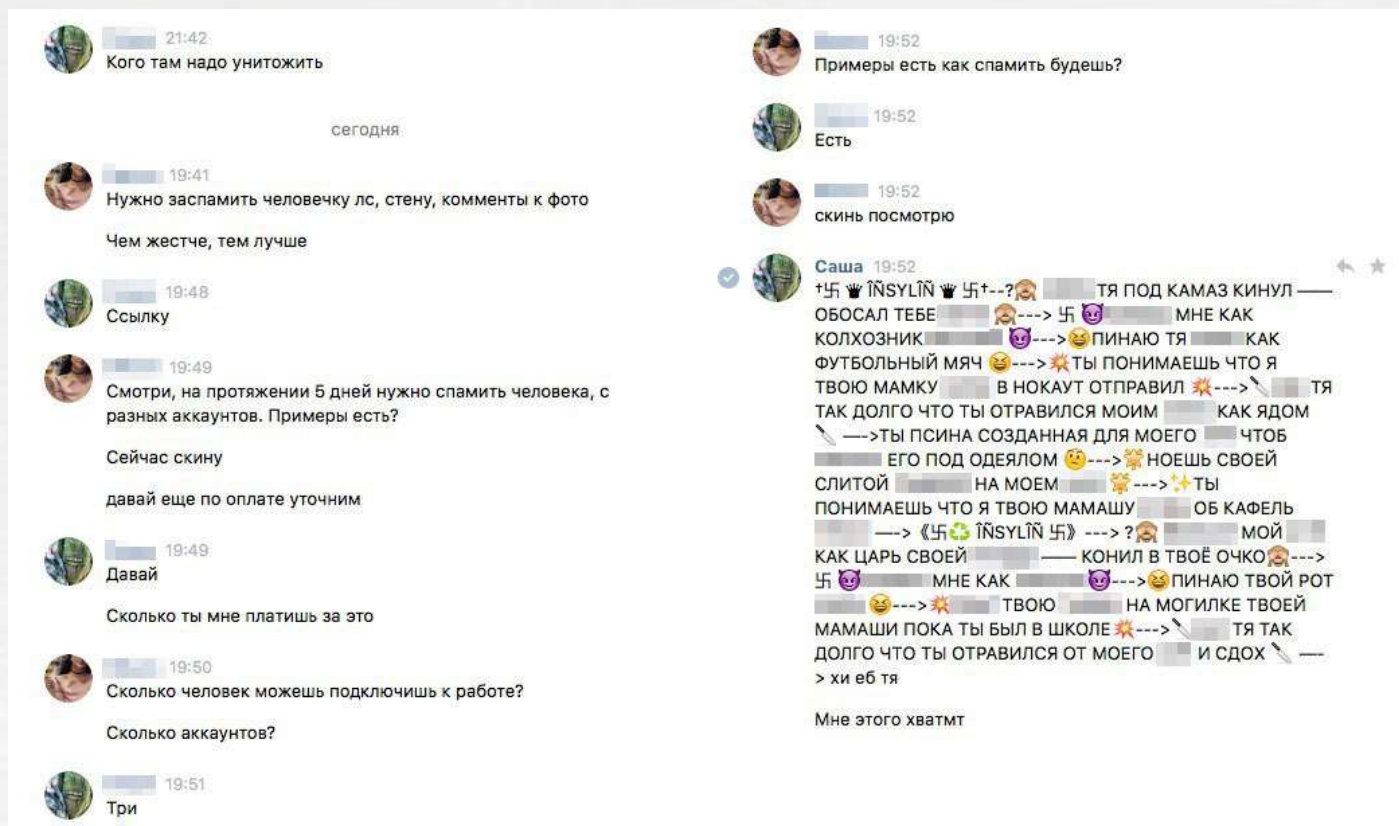 21:42
Кого там надо унитожить
сегодня
19:41
Нужно заспамить человечку лс, стену, комменты к фото
Чем жестче, тем лучше
19:48
Ссылку
19:49
Смотри, на протяжении 5 дней нужно спамить человека, с
разных аккаунтов. Примеры есть?
Сейчас скину
давай еще по оплате уточним
19:49
Давай
Сколько ты мне платишь за это
19:50
Сколько человек можешь подключишь к работе?
Сколько аккаунтов?
19:51
Три
19:52
Примеры есть как спамить будешь?
19:52
Есть
19:52
скинь посмотрю
Саша 19:52
†卐 ♛ ÎÑSYLÎÑ ♛ 卐†--?🙈 ТЯ ПОД КАМАЗ КИНУЛ ——
ОБОСАЛ ТЕБЕ 🙈---> 卐 😈 МНЕ КАК
КОЛХОЗНИК 😈--->😆ПИНАЮ ТЯ КАК
ФУТБОЛЬНЫЙ МЯЧ 😆--->💥ТЫ ПОНИМАЕШЬ ЧТО Я
ТВОЮ МАМКУ В НОКАУТ ОТПРАВИЛ 💥--->🔪 ТЯ
ТАК ДОЛГО ЧТО ТЫ ОТРАВИЛСЯ МОИМ КАК ЯДОМ
🔪 —->ТЫ ПСИНА СОЗДАННАЯ ДЛЯ МОЕГО ЧТОБ
ЕГО ПОД ОДЕЯЛОМ 🤨--->🌟НОЕШЬ СВОЕЙ
СЛИТОЙ НА МОЕМ 🌟--->✨ТЫ
ПОНИМАЕШЬ ЧТО Я ТВОЮ МАМАШУ ОБ КАФЕЛЬ
—-> 《卐♻ ÎÑSYLÎÑ 卐》 ---> ?🙈 МОЙ
КАК ЦАРЬ СВОЕЙ —— КОНИЛ В ТВОЁ ОЧКО🙈--->
卐 😈 МНЕ КАК 😈--->😆ПИНАЮ ТВОЙ РОТ
😆--->💥 ТВОЮ НА МОГИЛКЕ ТВОЕЙ
МАМАШИ ПОКА ТЫ БЫЛ В ШКОЛЕ 💥--->🔪 ТЯ ТАК
ДОЛГО ЧТО ТЫ ОТРАВИЛСЯ ОТ МОЕГО И СДОХ 🔪 —-
> хи еб тя
Мне этого хватмт